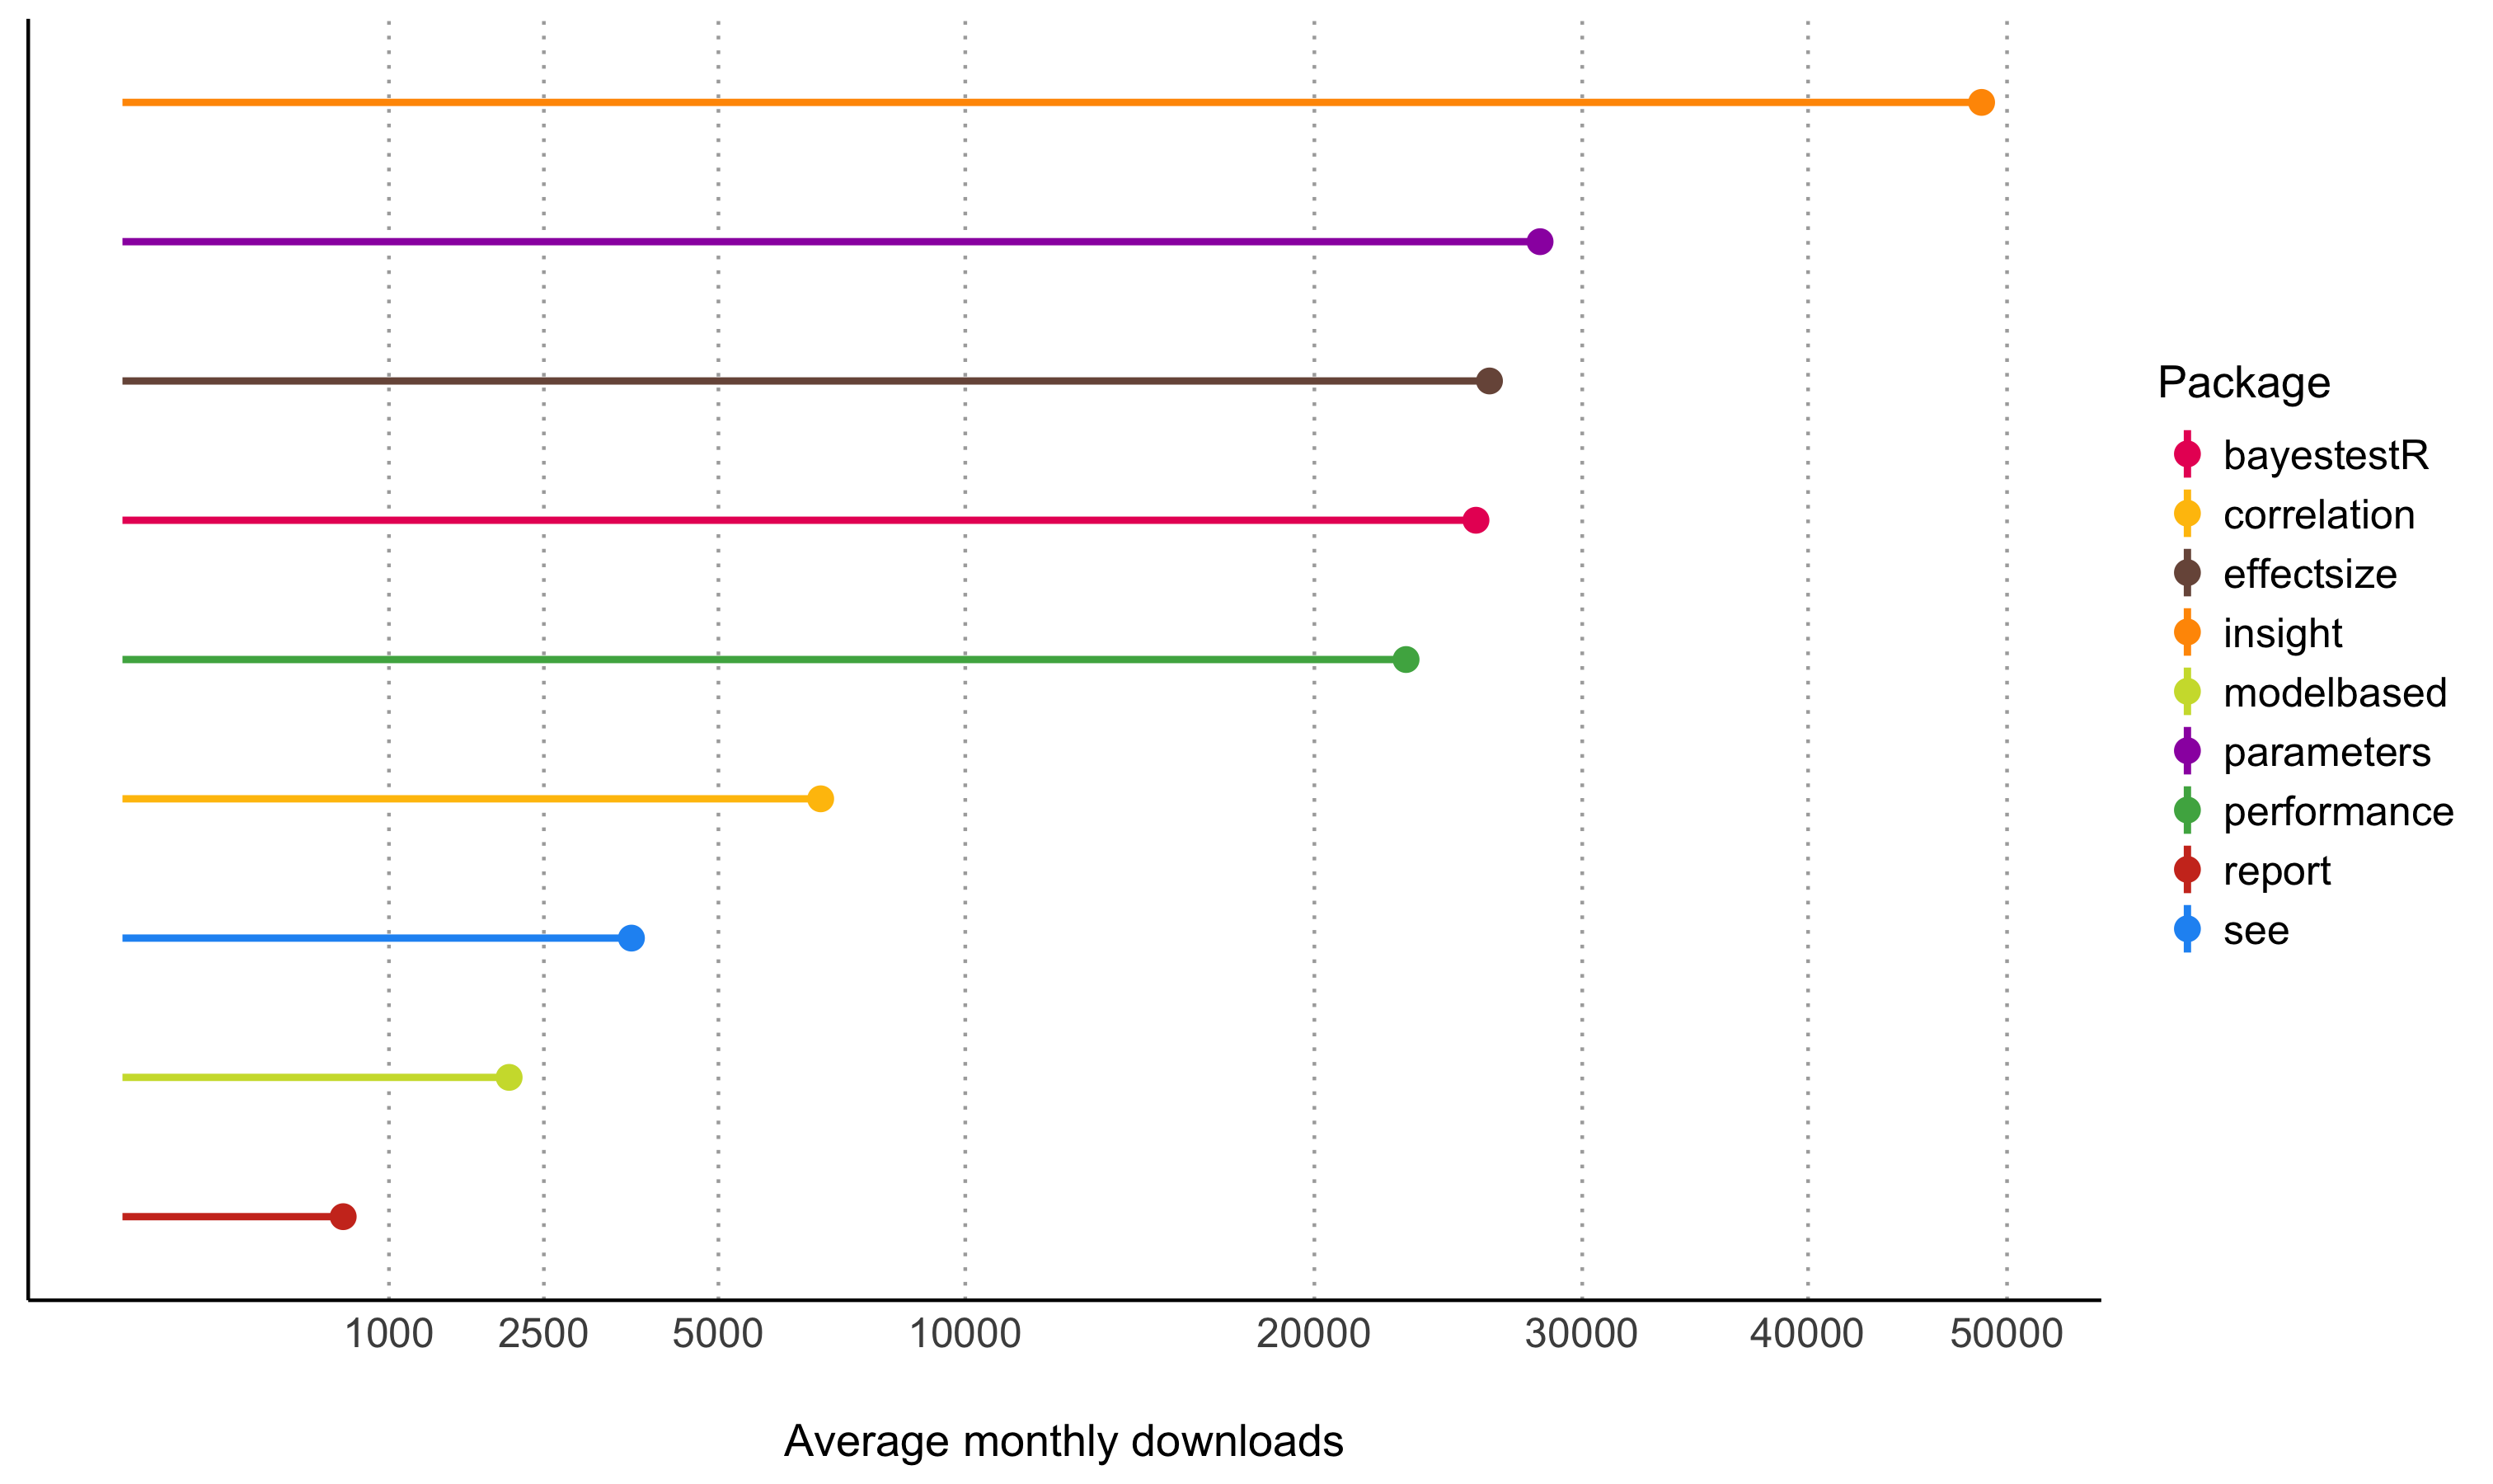 Package
bayestestR
correlation
effectsize
insight
modelbased
parameters
performance
report
see
1000 2500 5000 10000 20000 30000 40000 50000
Average monthly downloads